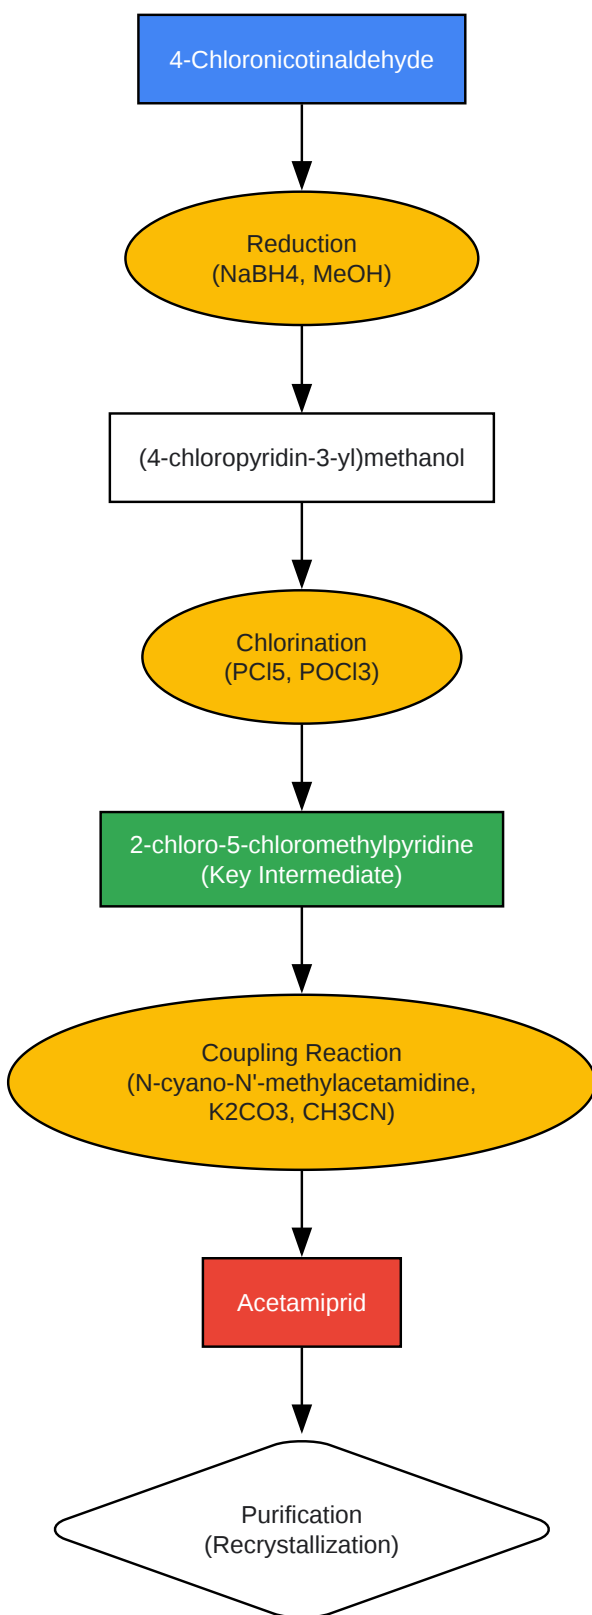 4-Chloronicotinaldehyde
Reduction
(NaBH4, MeOH)
(4-chloropyridin-3-yl)methanol
Chlorination
(PCl5, POCl3)
2-chloro-5-chloromethylpyridine
(Key Intermediate)
Coupling Reaction
(N-cyano-N'-methylacetamidine,
K2CO3, CH3CN)
Acetamiprid
Purification
(Recrystallization)